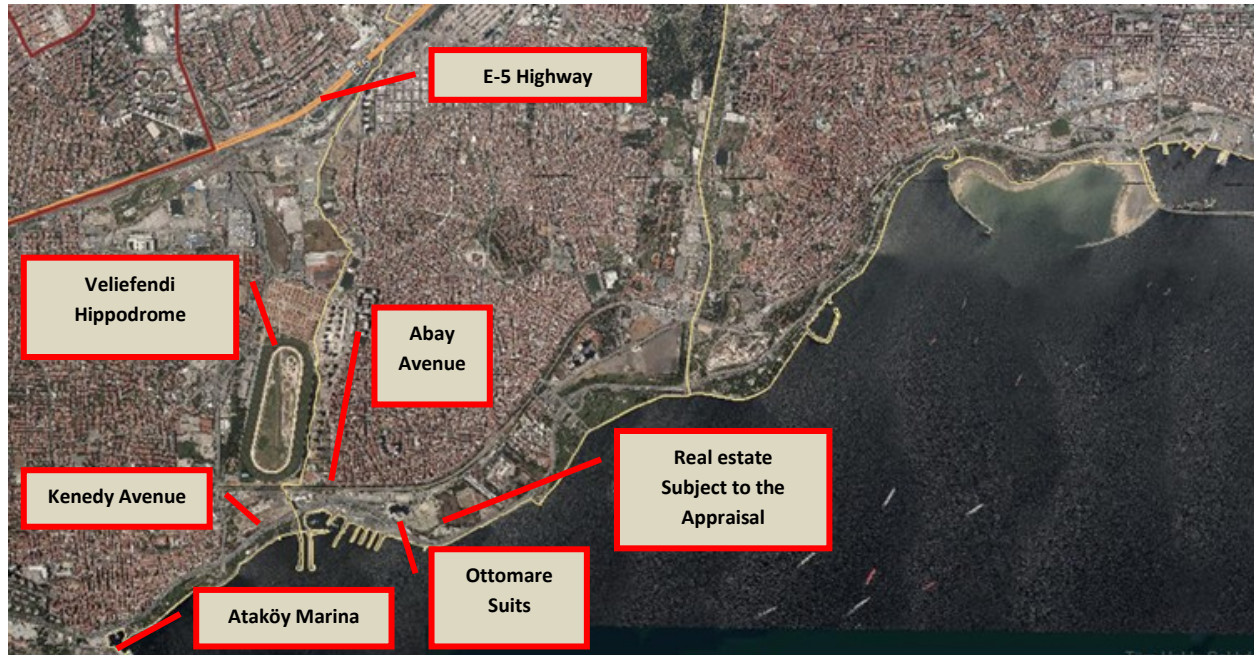 E-5 Highway
Veliefendi
Hippodrome
Abay
Avenue
Real estate
Subject to the
Appraisal
Kenedy Avenue
Ottomare
Suits
Ataköy Marina